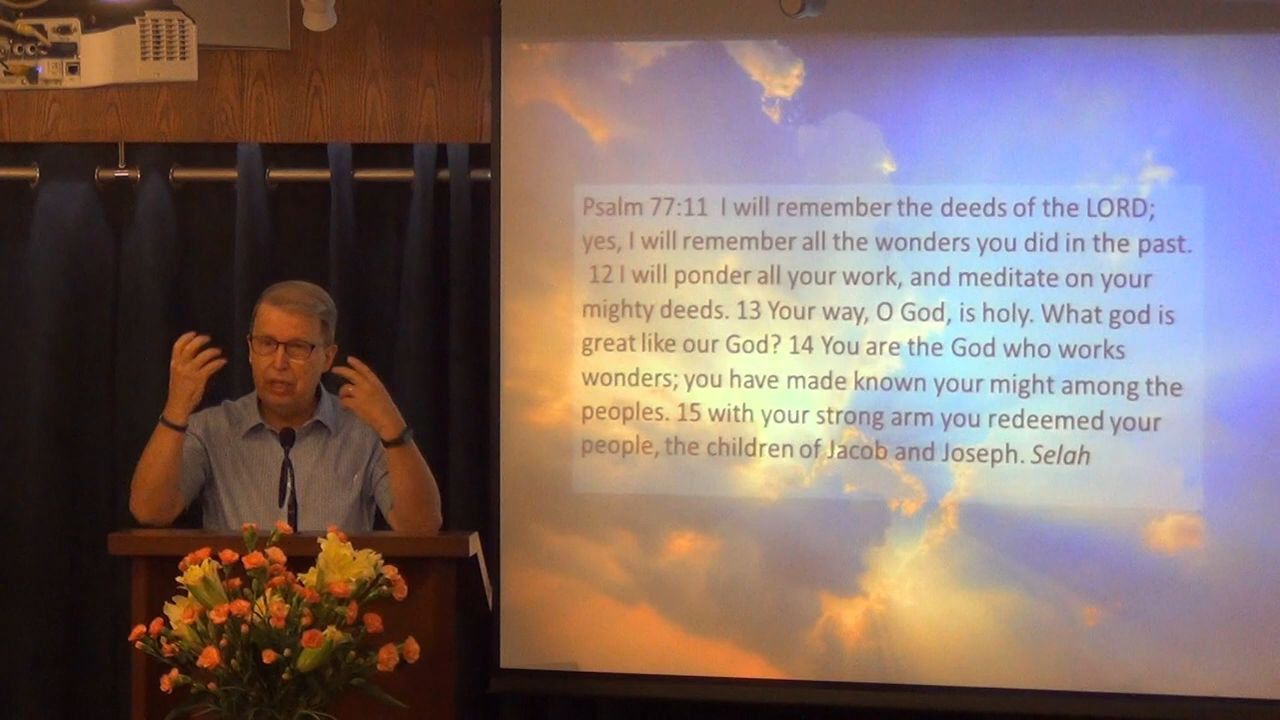 Psalm 77:11 I will remember the deeds of the LORD;
yes, I will remember all the wonders you did in the past.
12 I will ponder all your work, and meditate on your
mighty deeds. 13 Your way, O God, is holy. What god is
great like our God? 14 You are the God who works
wonders; you have made known your might among the
peoples. 15 with your strong arm you redeemed your
people, the children of Jacob and Joseph. Selah